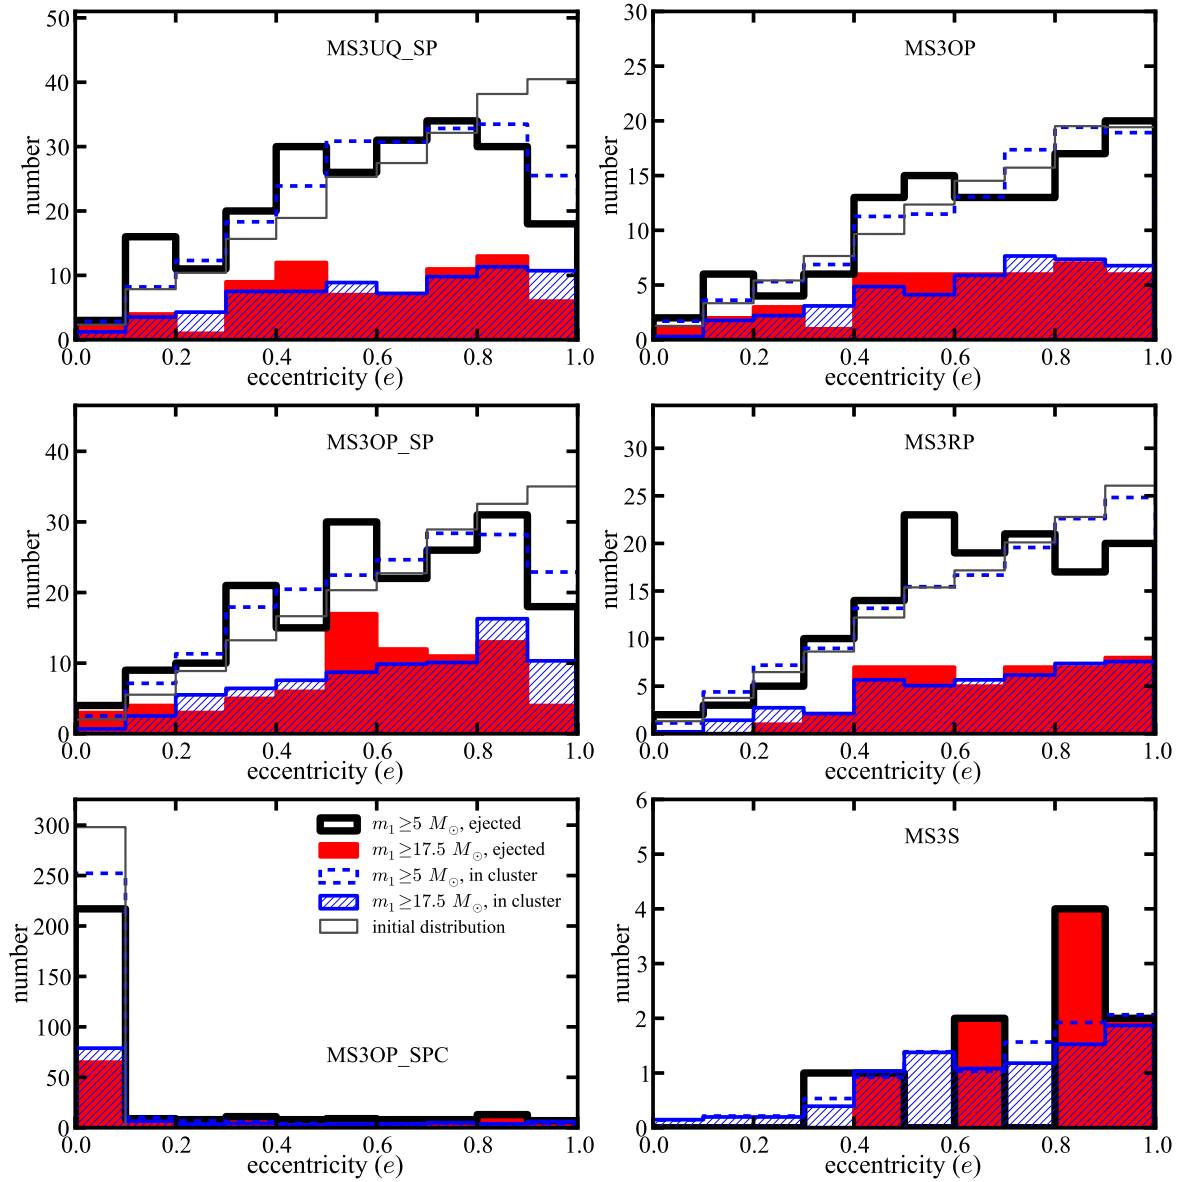 MS3UQ_SP
50
40
30
20
10
0
number
0.0 0.2 0.4 0.6 0.8 1.0
eccentricity (e)
MS3OP
30
25
20
15
10
5
0
number
0.0 0.2 0.4 0.6 0.8 1.0
eccentricity (e)
MS3OP_SP
40
30
20
10
0
number
0.0 0.2 0.4 0.6 0.8 1.0
eccentricity (e)
MS3RP
30
25
20
15
10
5
0
number
0.0 0.2 0.4 0.6 0.8 1.0
eccentricity (e)
300
250
200
150
100
50
0
number
m₁≥5 M⊙, ejected
m₁≥17.5 M⊙, ejected
m₁≥5 M⊙, in cluster
m₁≥17.5 M⊙, in cluster
initial distribution
MS3OP_SPC
0.0 0.2 0.4 0.6 0.8 1.0
eccentricity (e)
MS3S
6
5
4
3
2
1
0
number
0.0 0.2 0.4 0.6 0.8 1.0
eccentricity (e)